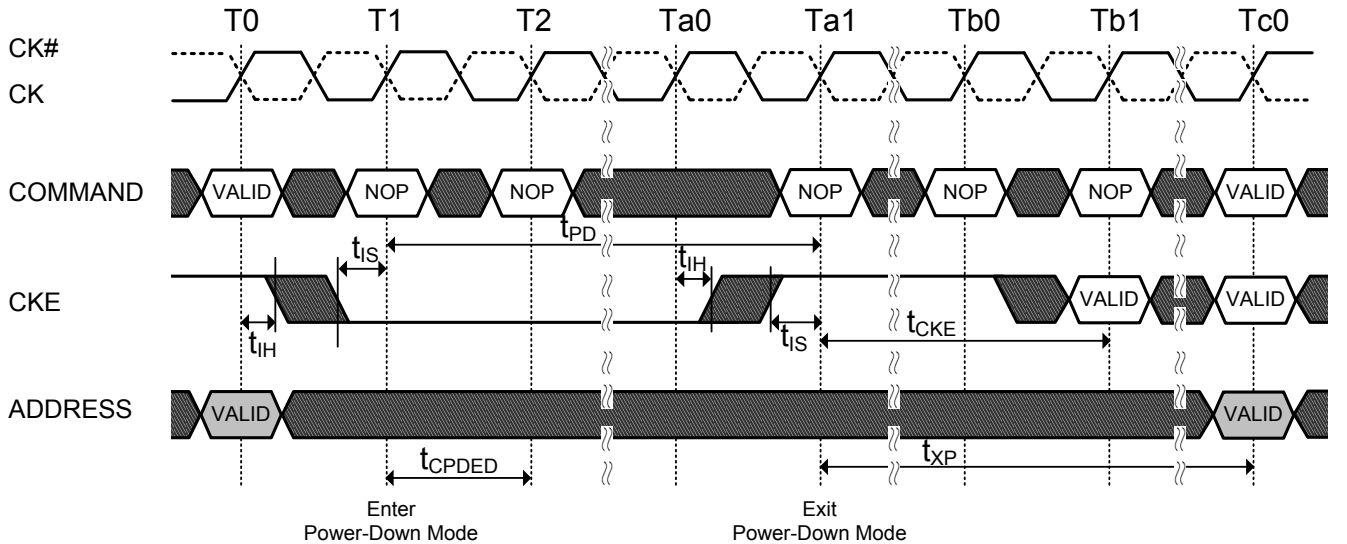 T0 T1 T2 Ta0 Ta1 Tb0 Tb1 Tc0
CK#
CK
COMMAND VALID NOP NOP NOP NOP NOP VALID
tPD
tIS tIH
CKE VALID VALID
tIH tIS tCKE
ADDRESS VALID VALID
tCPDED tXP
Enter
Power-Down Mode
Exit
Power-Down Mode